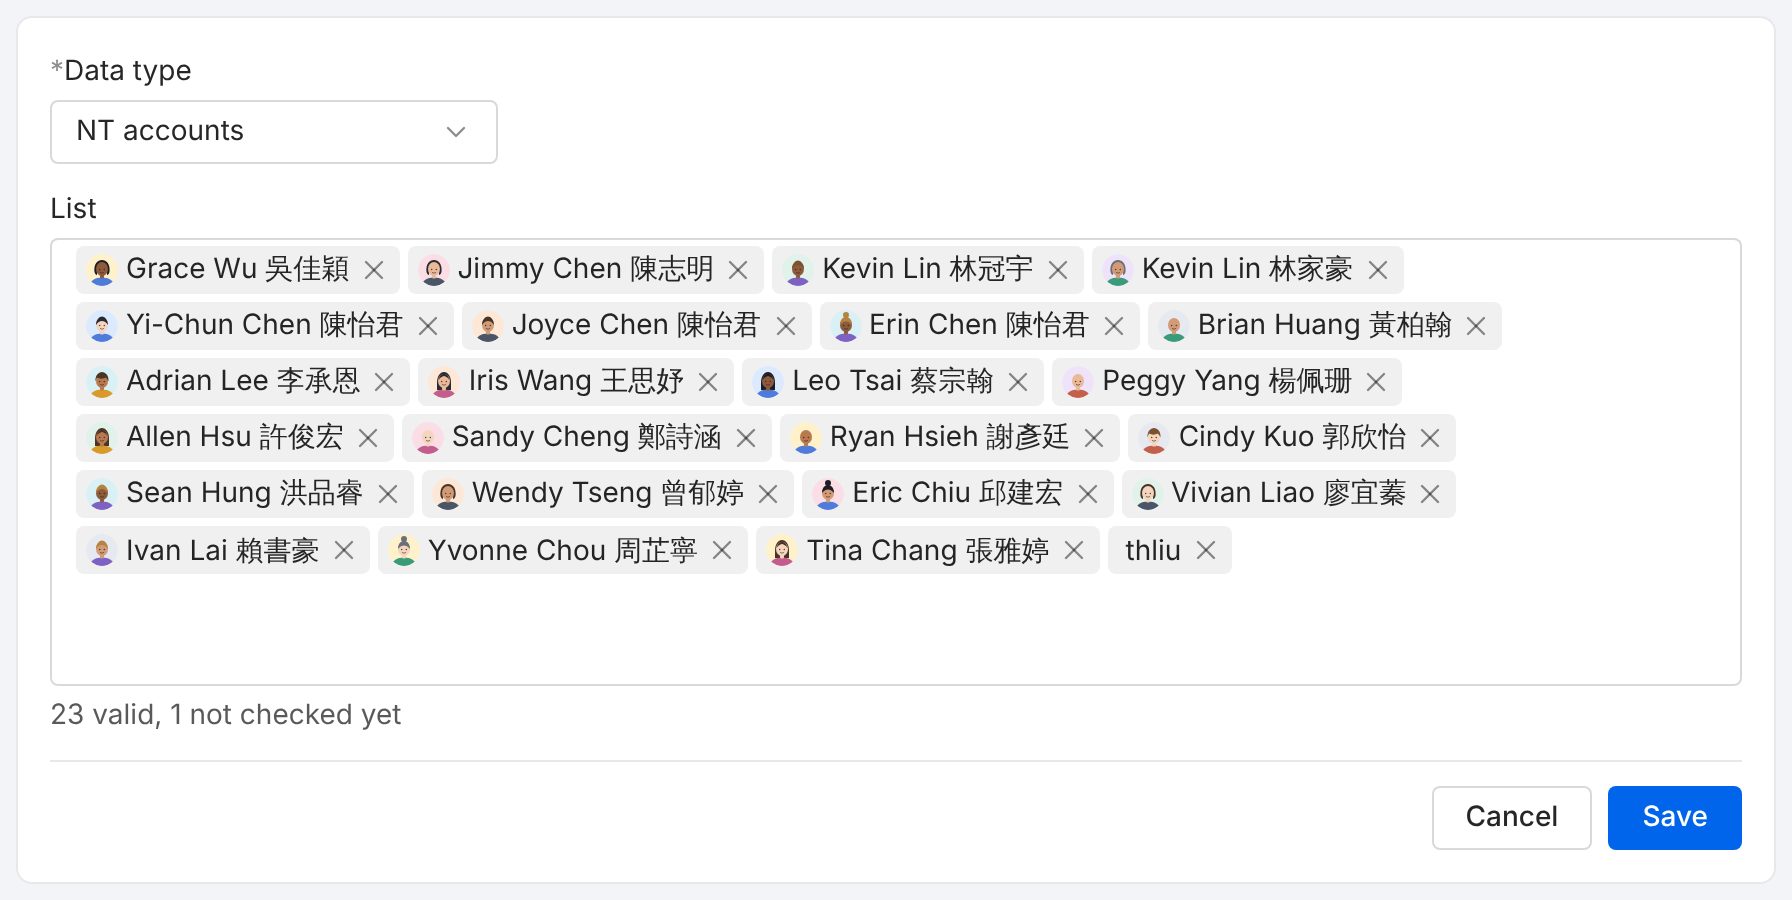 *Data type
NT accounts
List
Grace Wu 吳佳穎 Jimmy Chen 陳志明 Kevin Lin 林冠宇 Kevin Lin 林家豪
Yi-Chun Chen 陳怡君 Joyce Chen 陳怡君 Erin Chen 陳怡君 Brian Huang 黃柏翰
Adrian Lee 李承恩 Iris Wang 王思妤 Leo Tsai 蔡宗翰 Peggy Yang 楊佩珊
Allen Hsu 許俊宏 Sandy Cheng 鄭詩涵 Ryan Hsieh 謝彥廷 Cindy Kuo 郭欣怡
Sean Hung 洪品睿 Wendy Tseng 曾郁婷 Eric Chiu 邱建宏 Vivian Liao 廖宜蓁
Ivan Lai 賴書豪 Yvonne Chou 周芷寧 Tina Chang 張雅婷 thliu
23 valid, 1 not checked yet
Cancel Save